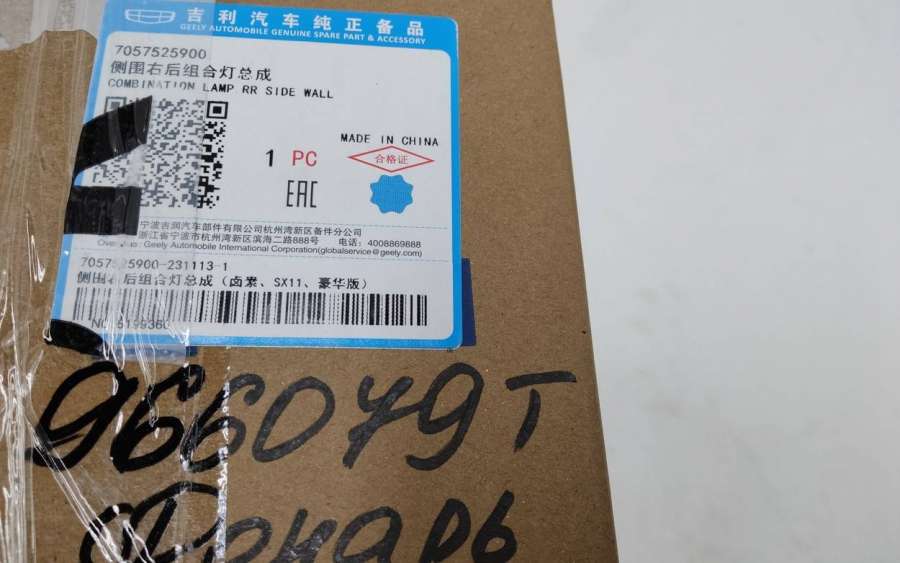 吉利汽车纯正备品
GEELY AUTOMOBILE GENUINE SPARE PART & ACCESSORY
7057525900
侧围右后组合灯总成
COMBINATION LAMP RR SIDE WALL
MADE IN CHINA
1 PC
合格证
EAC
宁波吉润汽车部件有限公司杭州湾新区备件分公司
浙江省宁波市杭州湾新区滨海二路888号 电话：4008869888
Geely Automobile International Corporation(globalservice@geely.com)
7057525900-231113-1
侧围右后组合灯总成（卤素、SX11、豪华版）
966079T
Фонарь